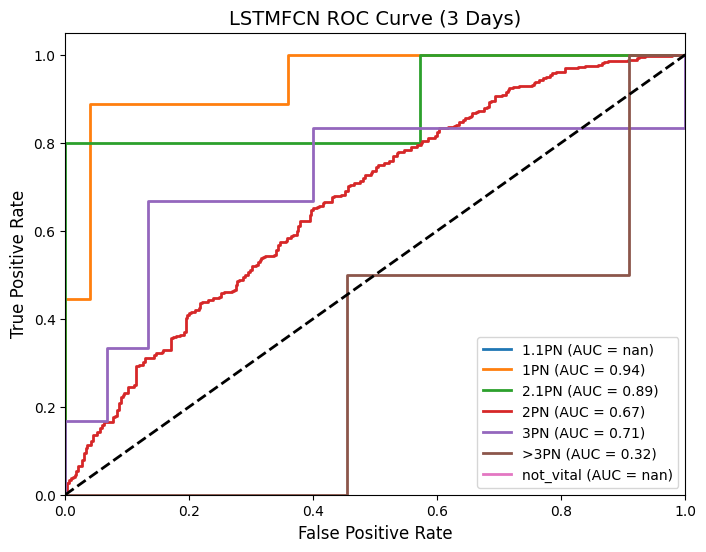 LSTMFCN ROC Curve (3 Days)
True Positive Rate
1.0
0.8
0.6
0.4
0.2
0.0
1.1PN (AUC = nan)
1PN (AUC = 0.94)
2.1PN (AUC = 0.89)
2PN (AUC = 0.67)
3PN (AUC = 0.71)
>3PN (AUC = 0.32)
not_vital (AUC = nan)
0.0 0.2 0.4 0.6 0.8 1.0
False Positive Rate